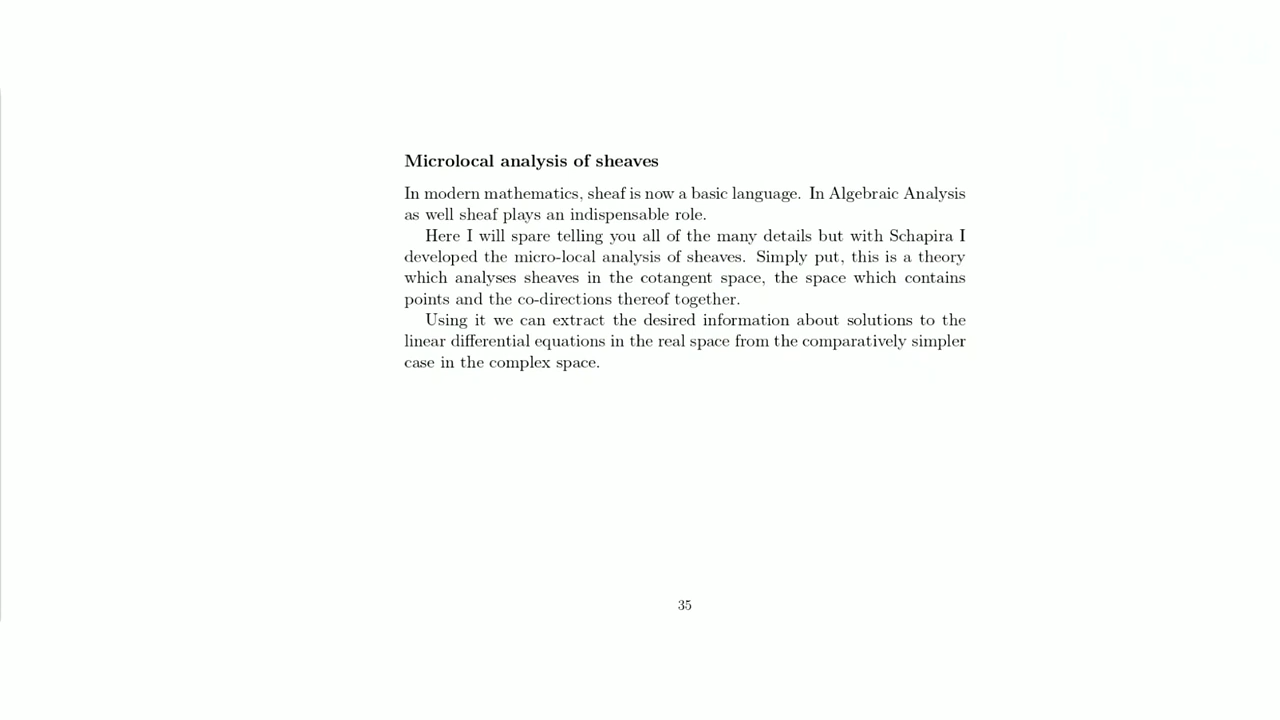 Microlocal analysis of sheaves
In modern mathematics, sheaf is now a basic language. In Algebraic Analysis
as well sheaf plays an indispensable role.
Here I will spare telling you all of the many details but with Schapira I
developed the micro-local analysis of sheaves. Simply put, this is a theory
which analyses sheaves in the cotangent space, the space which contains
points and the co-directions thereof together.
Using it we can extract the desired information about solutions to the
linear differential equations in the real space from the comparatively simpler
case in the complex space.
35